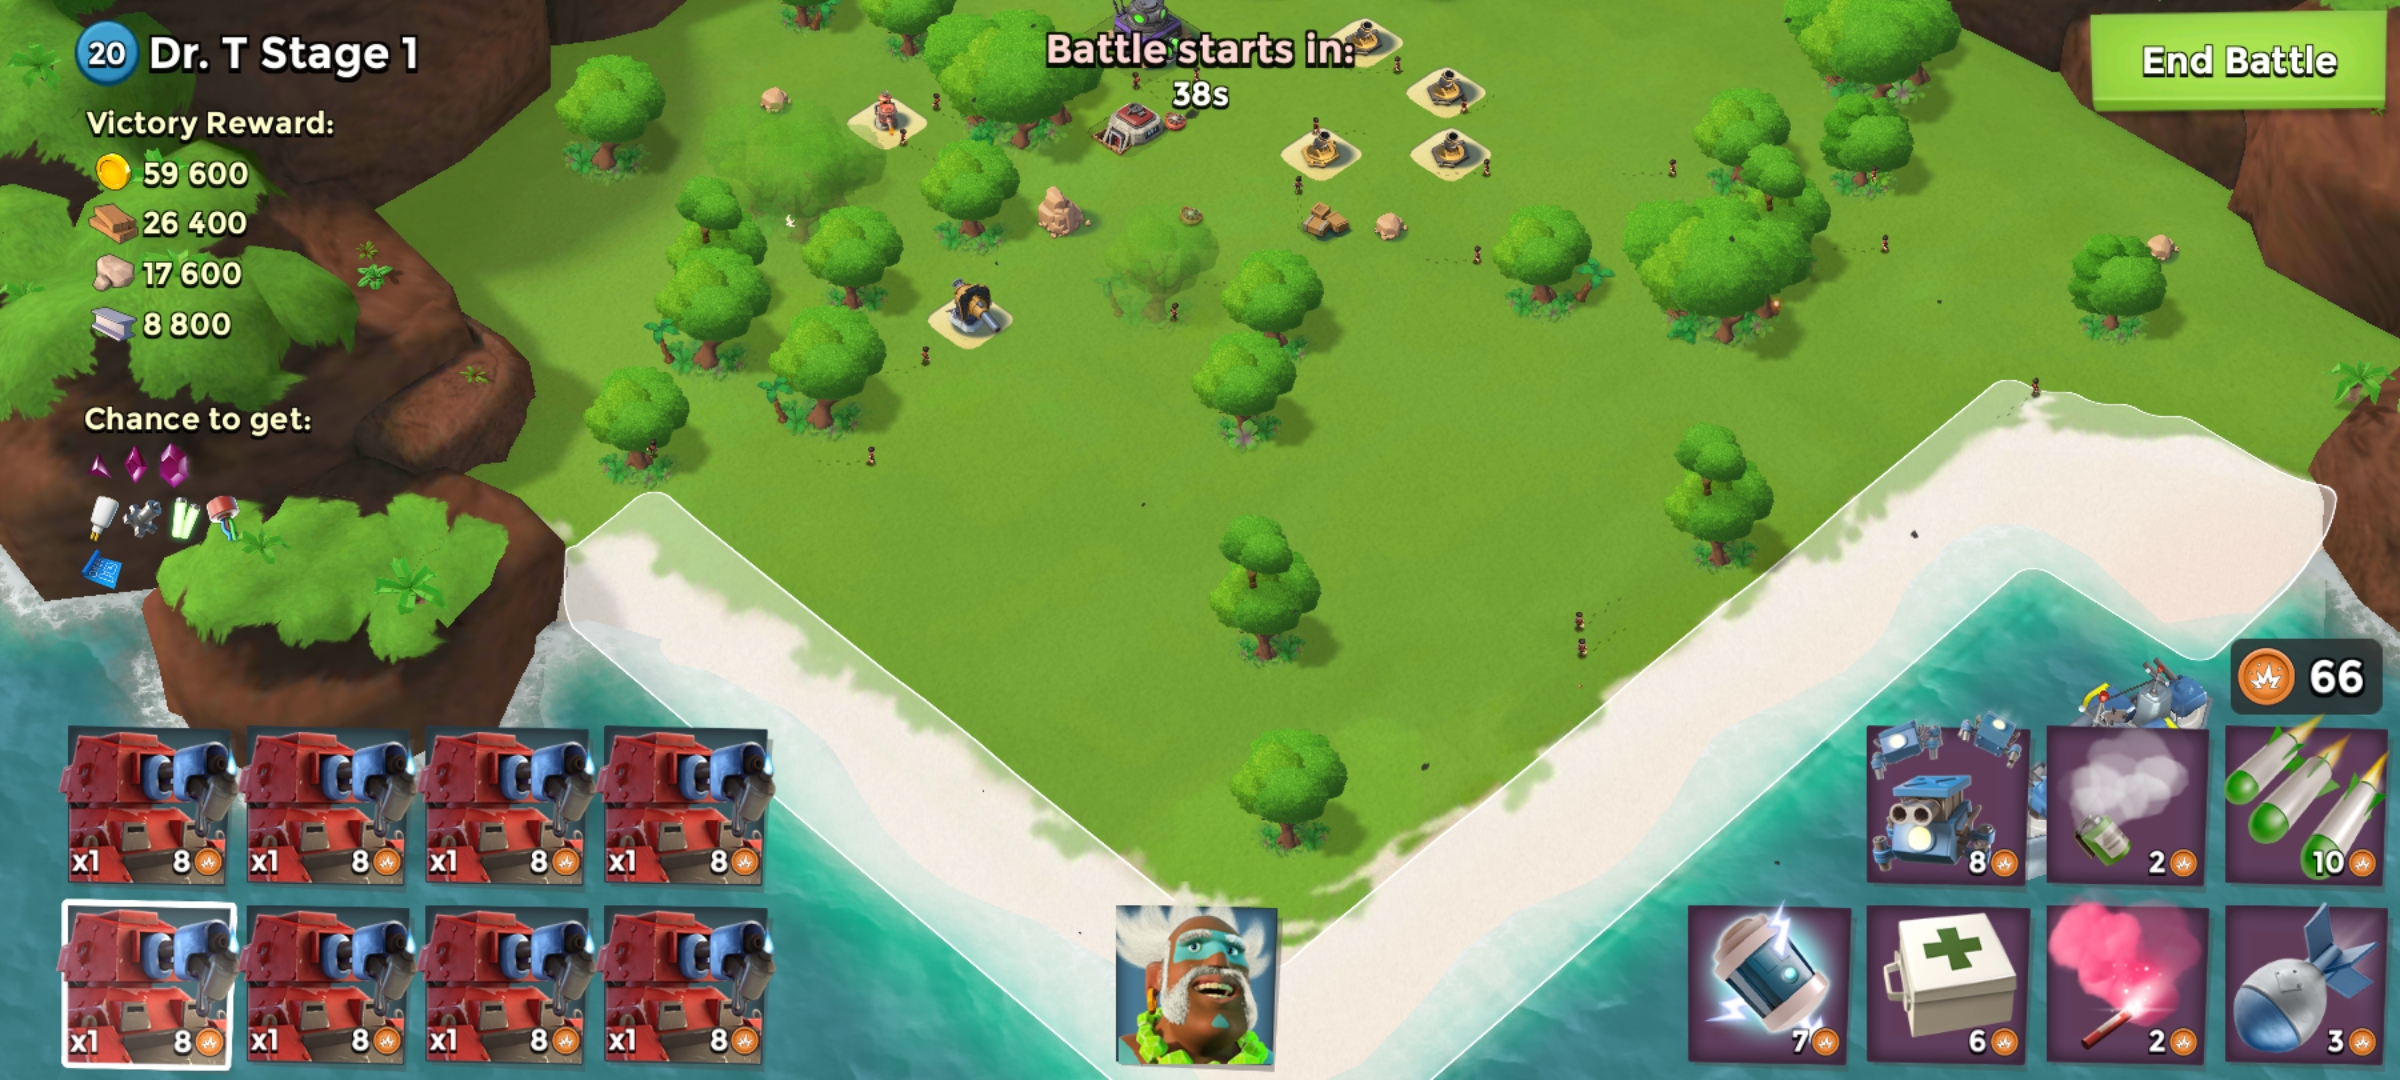 20 Dr. T Stage 1
Battle starts in:
38s
End Battle
Victory Reward:
59 600
26 400
17 600
8 800
Chance to get:
66
x1 8 x1 8 x1 8 x1 8
8 2 10
x1 8 x1 8 x1 8 x1 8
7 6 2 3